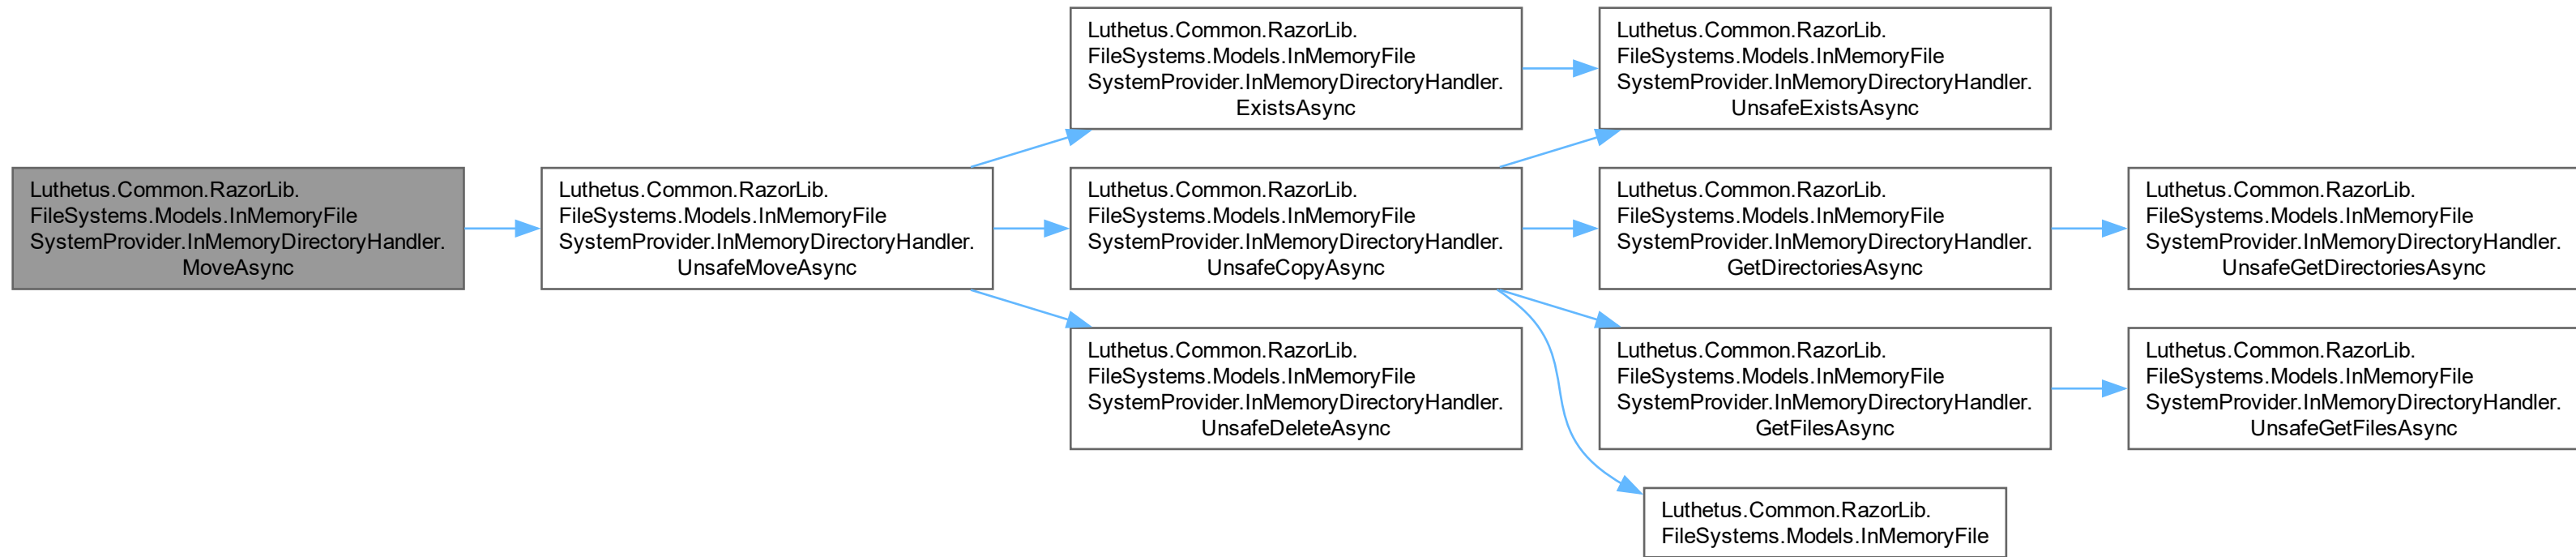 Luthetus.Common.RazorLib.
FileSystems.Models.InMemoryFile
SystemProvider.InMemoryDirectoryHandler.
MoveAsync
Luthetus.Common.RazorLib.
FileSystems.Models.InMemoryFile
SystemProvider.InMemoryDirectoryHandler.
UnsafeMoveAsync
Luthetus.Common.RazorLib.
FileSystems.Models.InMemoryFile
SystemProvider.InMemoryDirectoryHandler.
ExistsAsync
Luthetus.Common.RazorLib.
FileSystems.Models.InMemoryFile
SystemProvider.InMemoryDirectoryHandler.
UnsafeCopyAsync
Luthetus.Common.RazorLib.
FileSystems.Models.InMemoryFile
SystemProvider.InMemoryDirectoryHandler.
UnsafeDeleteAsync
Luthetus.Common.RazorLib.
FileSystems.Models.InMemoryFile
SystemProvider.InMemoryDirectoryHandler.
UnsafeExistsAsync
Luthetus.Common.RazorLib.
FileSystems.Models.InMemoryFile
SystemProvider.InMemoryDirectoryHandler.
GetDirectoriesAsync
Luthetus.Common.RazorLib.
FileSystems.Models.InMemoryFile
SystemProvider.InMemoryDirectoryHandler.
GetFilesAsync
Luthetus.Common.RazorLib.
FileSystems.Models.InMemoryFile
Luthetus.Common.RazorLib.
FileSystems.Models.InMemoryFile
SystemProvider.InMemoryDirectoryHandler.
UnsafeGetDirectoriesAsync
Luthetus.Common.RazorLib.
FileSystems.Models.InMemoryFile
SystemProvider.InMemoryDirectoryHandler.
UnsafeGetFilesAsync